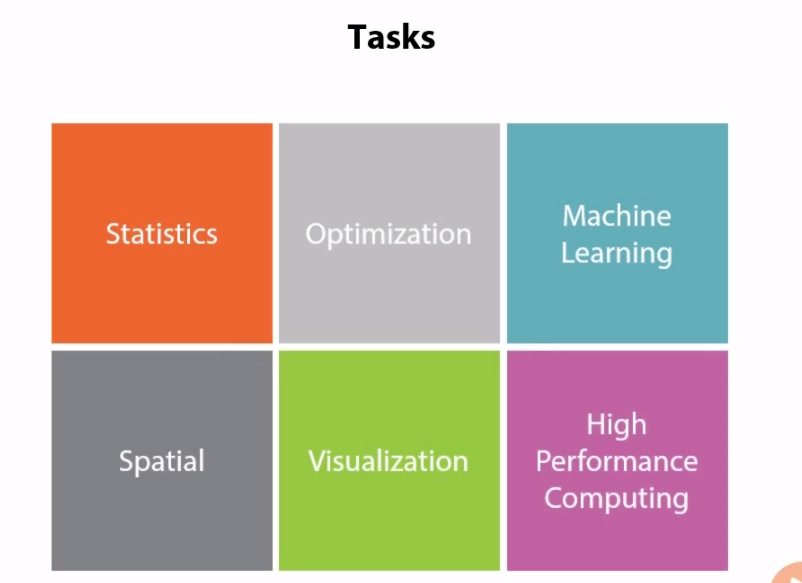 Tasks
Statistics
Optimization
Machine
Learning
Spatial
Visualization
High
Performance
Computing